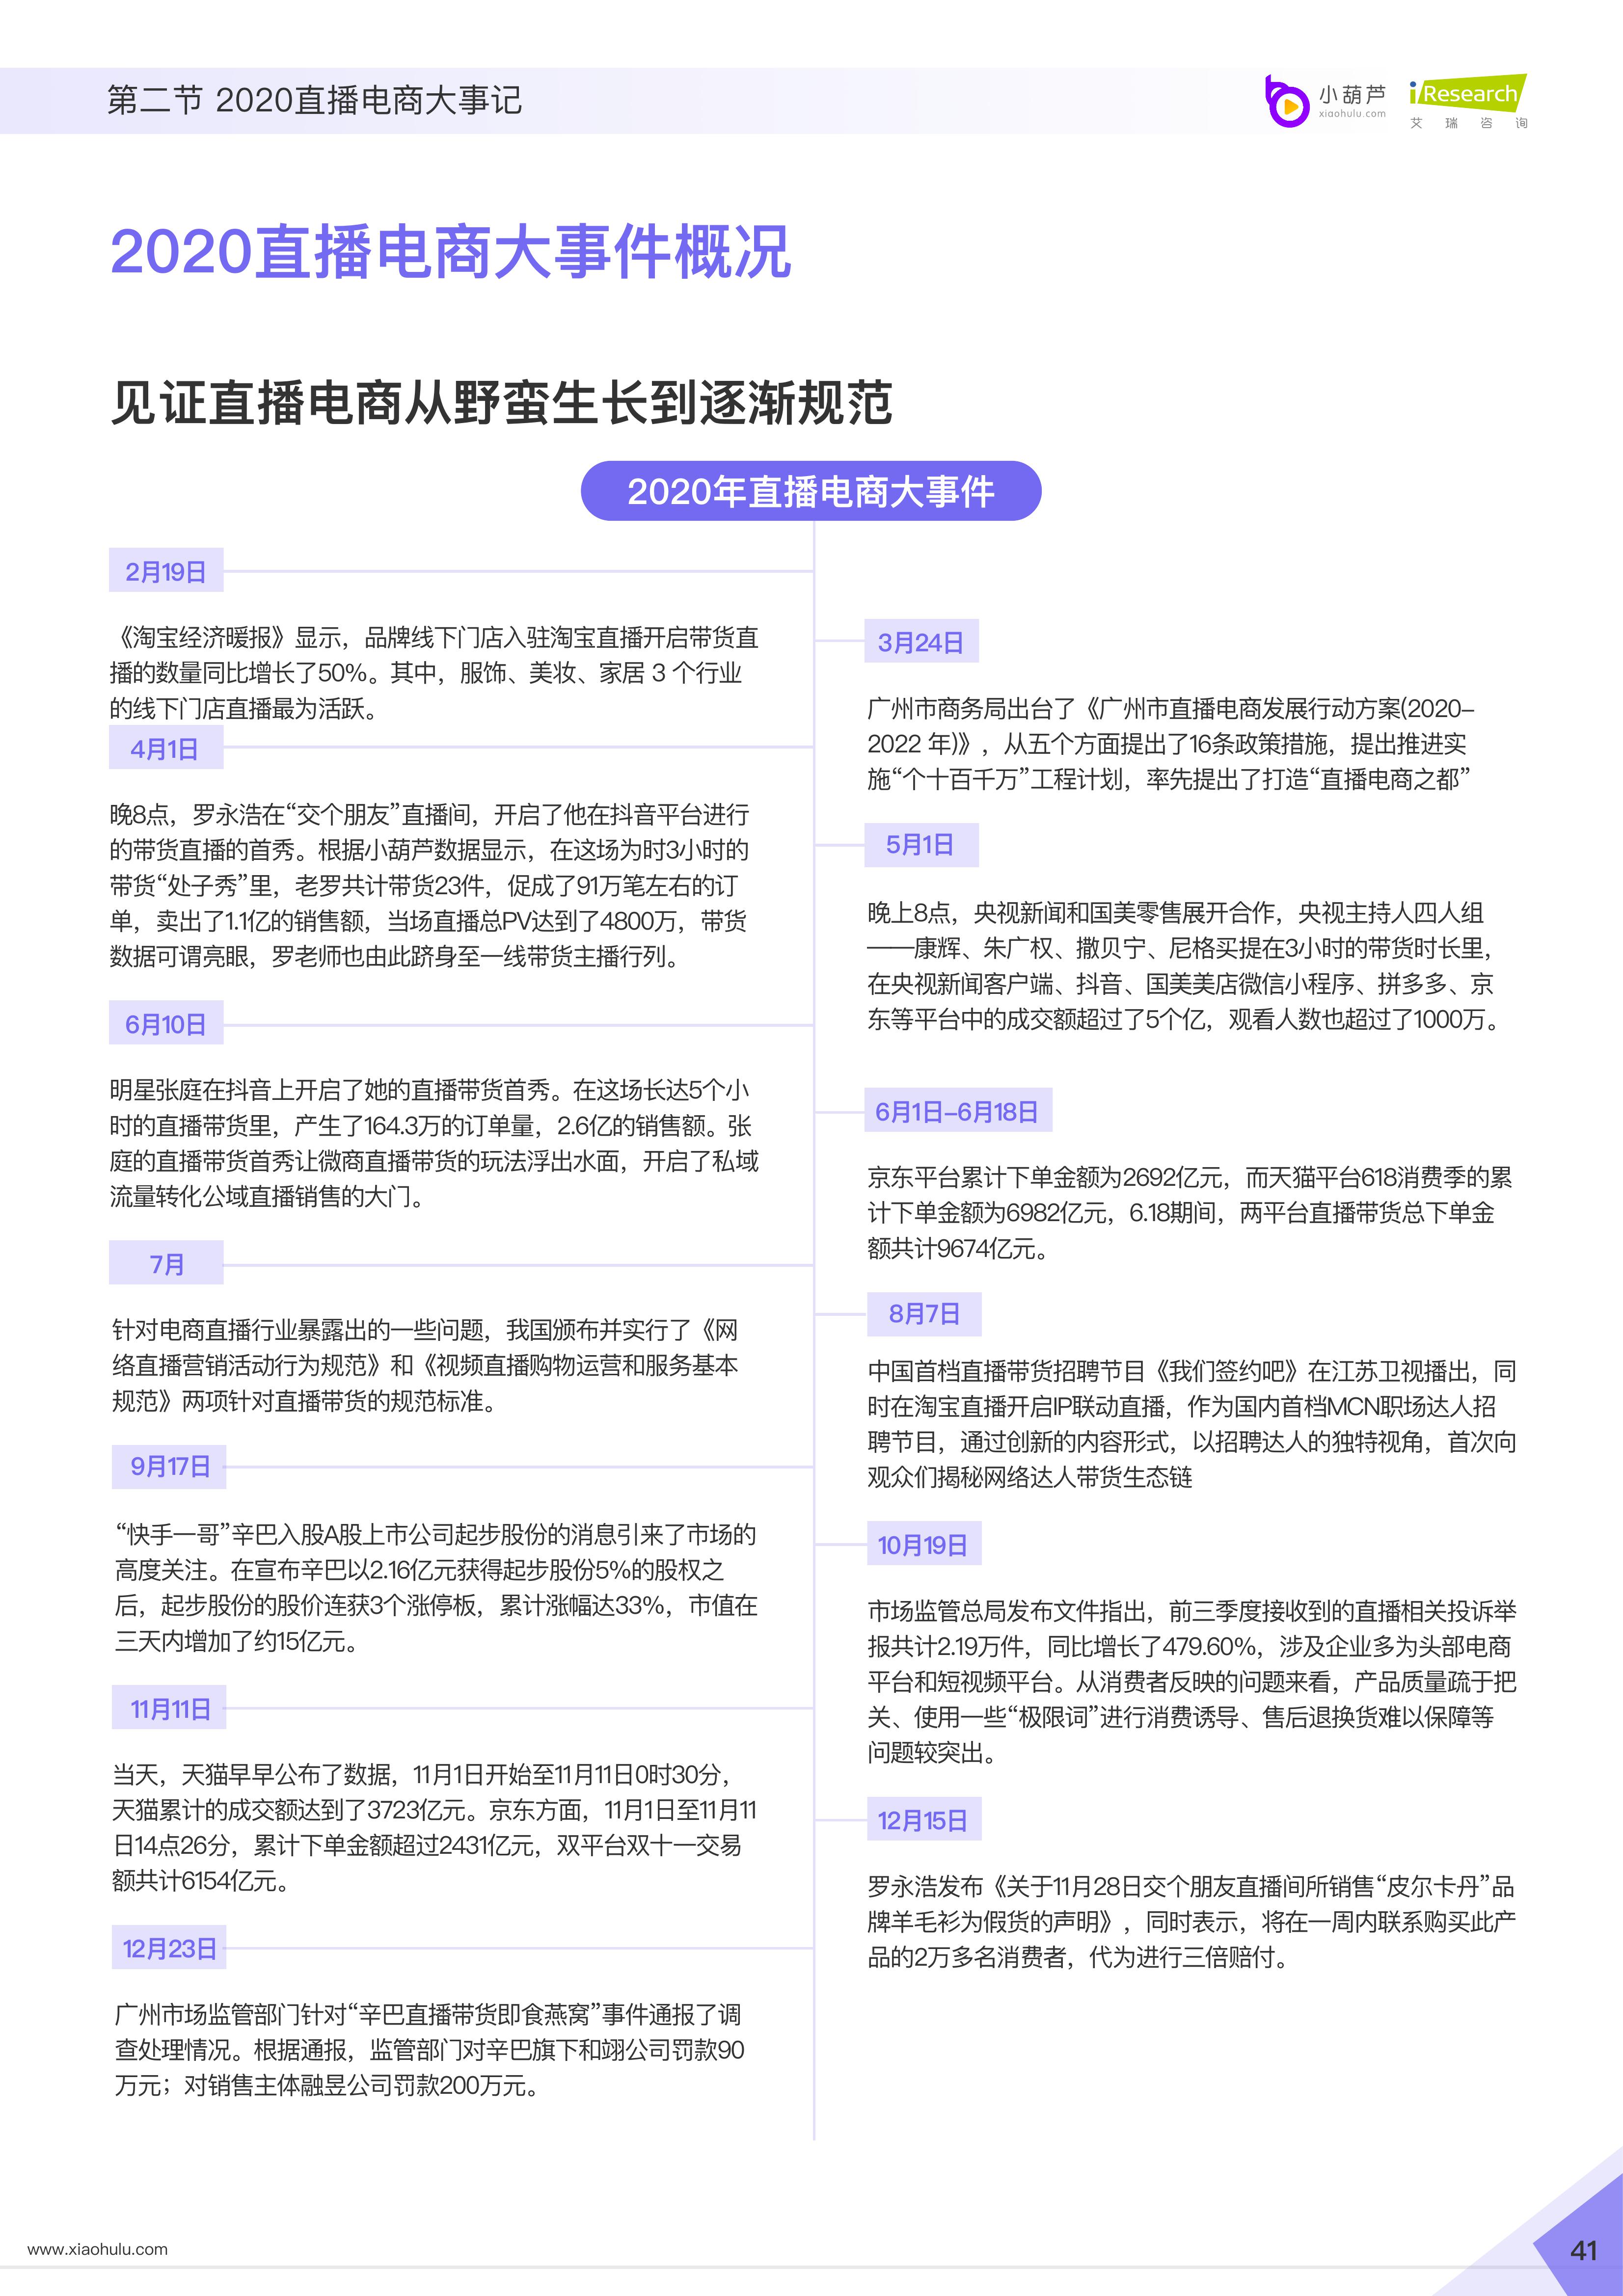 第二节 2020直播电商大事记
小葫芦
xiaohulu.com
iResearch
艾瑞咨询
2020直播电商大事件概况
见证直播电商从野蛮生长到逐渐规范
2020年直播电商大事件
2月19日
《淘宝经济暖报》显示，品牌线下门店入驻淘宝直播开启带货直
播的数量同比增长了50%。其中，服饰、美妆、家居 3 个行业
的线下门店直播最为活跃。
3月24日
广州市商务局出台了《广州市直播电商发展行动方案(2020–
2022 年)》，从五个方面提出了16条政策措施，提出推进实
施“个十百千万”工程计划，率先提出了打造“直播电商之都”
4月1日
晚8点，罗永浩在“交个朋友”直播间，开启了他在抖音平台进行
的带货直播的首秀。根据小葫芦数据显示，在这场为时3小时的
带货“处子秀”里，老罗共计带货23件，促成了91万笔左右的订
单，卖出了1.1亿的销售额，当场直播总PV达到了4800万，带货
数据可谓亮眼，罗老师也由此跻身至一线带货主播行列。
5月1日
晚上8点，央视新闻和国美零售展开合作，央视主持人四人组
——康辉、朱广权、撒贝宁、尼格买提在3小时的带货时长里，
在央视新闻客户端、抖音、国美美店微信小程序、拼多多、京
东等平台中的成交额超过了5个亿，观看人数也超过了1000万。
6月10日
明星张庭在抖音上开启了她的直播带货首秀。在这场长达5个小
时的直播带货里，产生了164.3万的订单量，2.6亿的销售额。张
庭的直播带货首秀让微商直播带货的玩法浮出水面，开启了私域
流量转化公域直播销售的大门。
6月1日–6月18日
京东平台累计下单金额为2692亿元，而天猫平台618消费季的累
计下单金额为6982亿元，6.18期间，两平台直播带货总下单金
额共计9674亿元。
7月
针对电商直播行业暴露出的一些问题，我国颁布并实行了《网
络直播营销活动行为规范》和《视频直播购物运营和服务基本
规范》两项针对直播带货的规范标准。
8月7日
中国首档直播带货招聘节目《我们签约吧》在江苏卫视播出，同
时在淘宝直播开启IP联动直播，作为国内首档MCN职场达人招
聘节目，通过创新的内容形式，以招聘达人的独特视角，首次向
观众们揭秘网络达人带货生态链
9月17日
“快手一哥”辛巴入股A股上市公司起步股份的消息引来了市场的
高度关注。在宣布辛巴以2.16亿元获得起步股份5%的股权之
后，起步股份的股价连获3个涨停板，累计涨幅达33%，市值在
三天内增加了约15亿元。
10月19日
市场监管总局发布文件指出，前三季度接收到的直播相关投诉举
报共计2.19万件，同比增长了479.60%，涉及企业多为头部电商
平台和短视频平台。从消费者反映的问题来看，产品质量疏于把
关、使用一些“极限词”进行消费诱导、售后退换货难以保障等
问题较突出。
11月11日
当天，天猫早早公布了数据，11月1日开始至11月11日0时30分，
天猫累计的成交额达到了3723亿元。京东方面，11月1日至11月11
日14点26分，累计下单金额超过2431亿元，双平台双十一交易
额共计6154亿元。
12月15日
罗永浩发布《关于11月28日交个朋友直播间所销售“皮尔卡丹”品
牌羊毛衫为假货的声明》，同时表示，将在一周内联系购买此产
品的2万多名消费者，代为进行三倍赔付。
12月23日
广州市场监管部门针对“辛巴直播带货即食燕窝”事件通报了调
查处理情况。根据通报，监管部门对辛巴旗下和翊公司罚款90
万元；对销售主体融昱公司罚款200万元。
www.xiaohulu.com
41